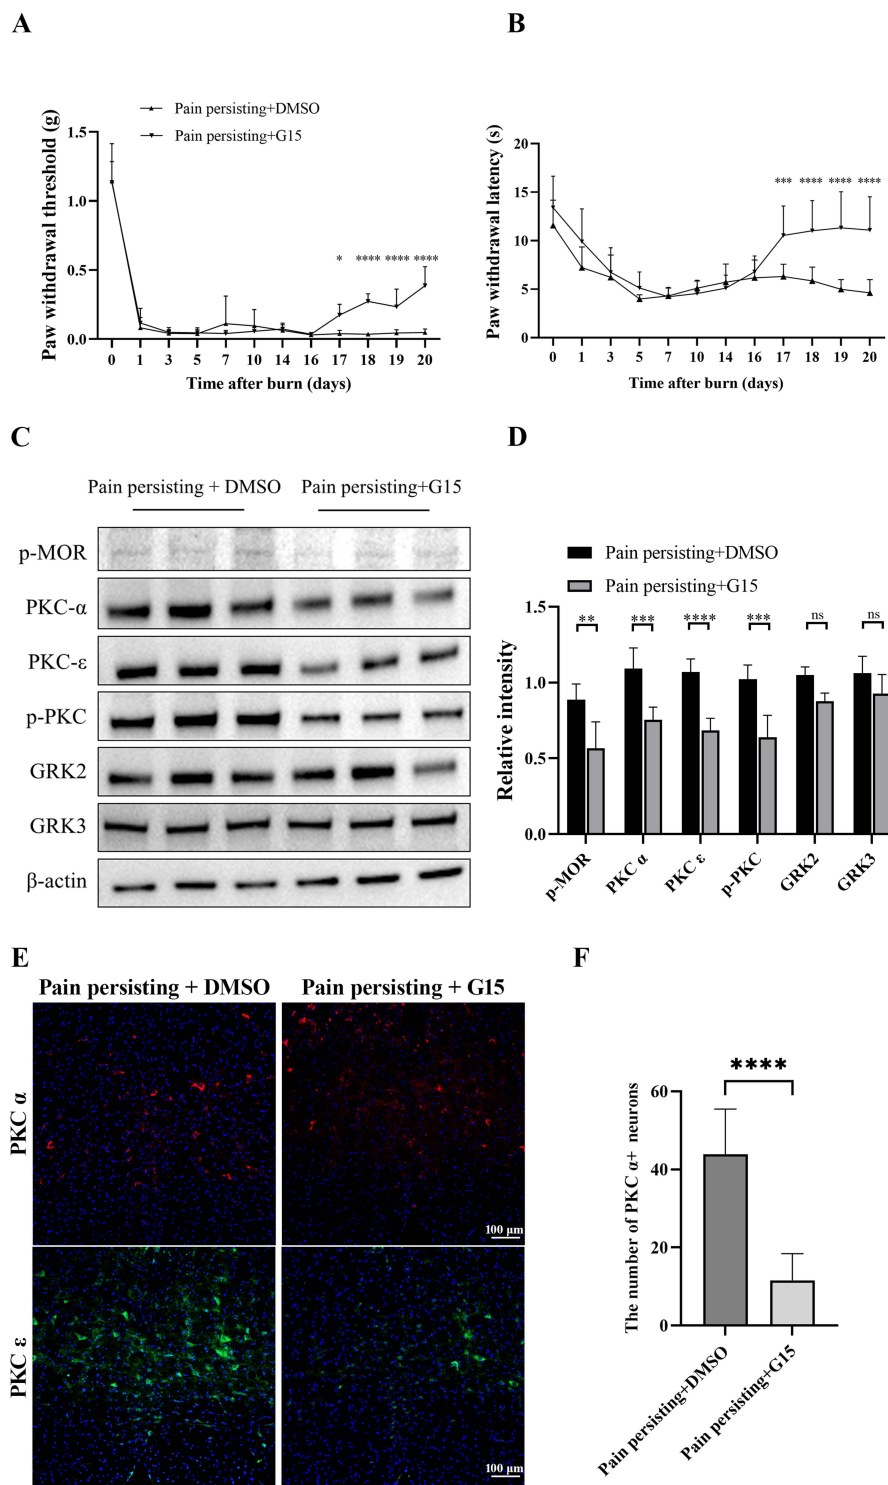 A
Pain persisting+DMSO
Pain persisting+G15
Paw withdrawal threshold (g)
1.5
1.0
0.5
0.0
* **** **** ****
0 1 3 5 7 10 14 16 17 18 19 20
Time after burn (days)
B
Paw withdrawal latency (s)
20
15
10
5
0
*** **** **** ****
0 1 3 5 7 10 14 16 17 18 19 20
Time after burn (days)
C
Pain persisting + DMSO Pain persisting+G15
p-MOR
PKC-α
PKC-ε
p-PKC
GRK2
GRK3
β-actin
D
Pain persisting+DMSO
Pain persisting+G15
Relative intensity
1.5
1.0
0.5
0.0
** *** **** *** ns ns
p-MOR PKC α PKC ε p-PKC GRK2 GRK3
E
Pain persisting + DMSO Pain persisting + G15
PKC α
100 μm
PKC ε
100 μm
F
The number of PKC α+ neurons
60
40
20
0
****
Pain persisting+DMSO
Pain persisting+G15